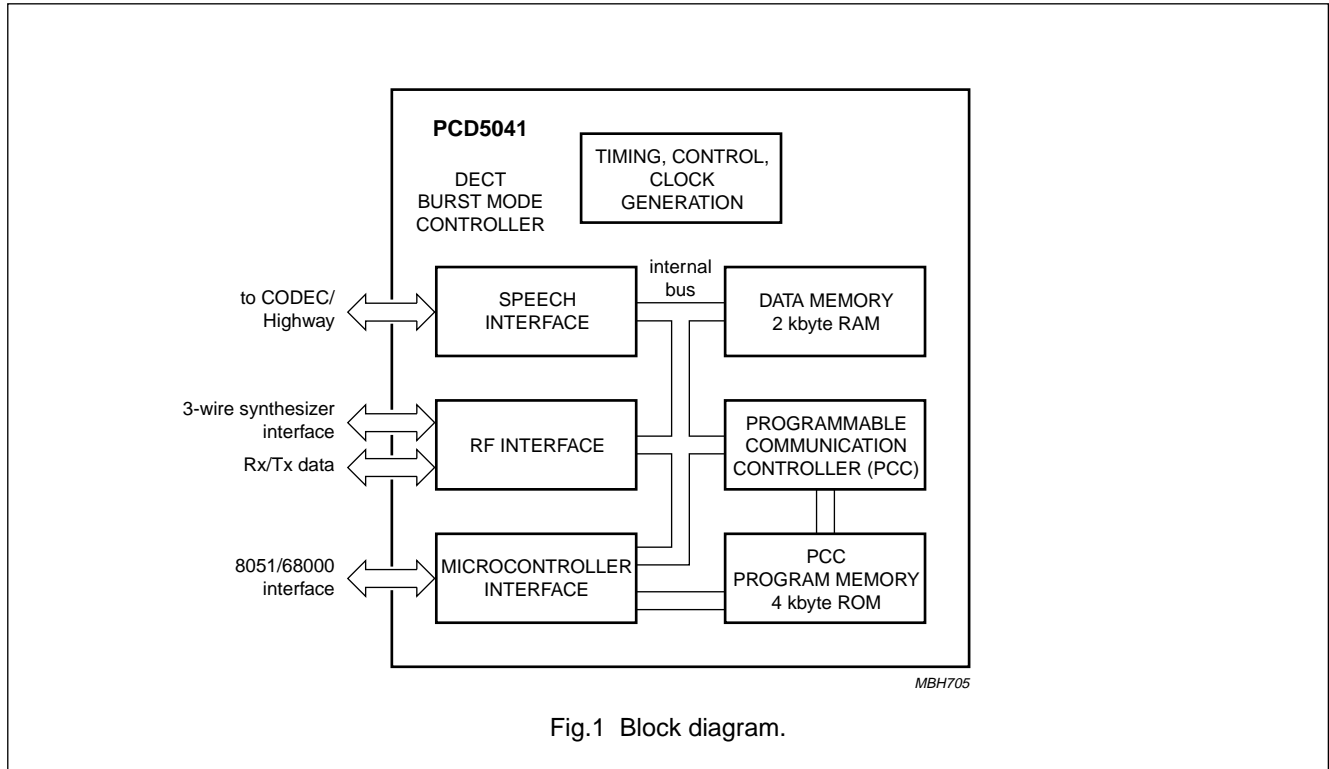 PCD5041
DECT
BURST MODE
CONTROLLER
TIMING, CONTROL,
CLOCK
GENERATION
to CODEC/
Highway
SPEECH
INTERFACE
internal
bus
DATA MEMORY
2 kbyte RAM
3-wire synthesizer
interface
Rx/Tx data
RF INTERFACE
PROGRAMMABLE
COMMUNICATION
CONTROLLER (PCC)
8051/68000
interface
MICROCONTROLLER
INTERFACE
PCC
PROGRAM MEMORY
4 kbyte ROM
MBH705
Fig.1 Block diagram.